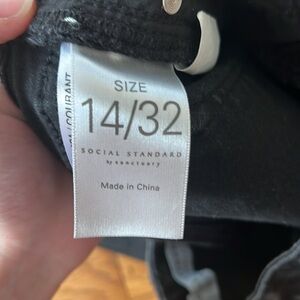 SIZE
14/32
SOCIAL STANDARD
by sanctuary
Made in China